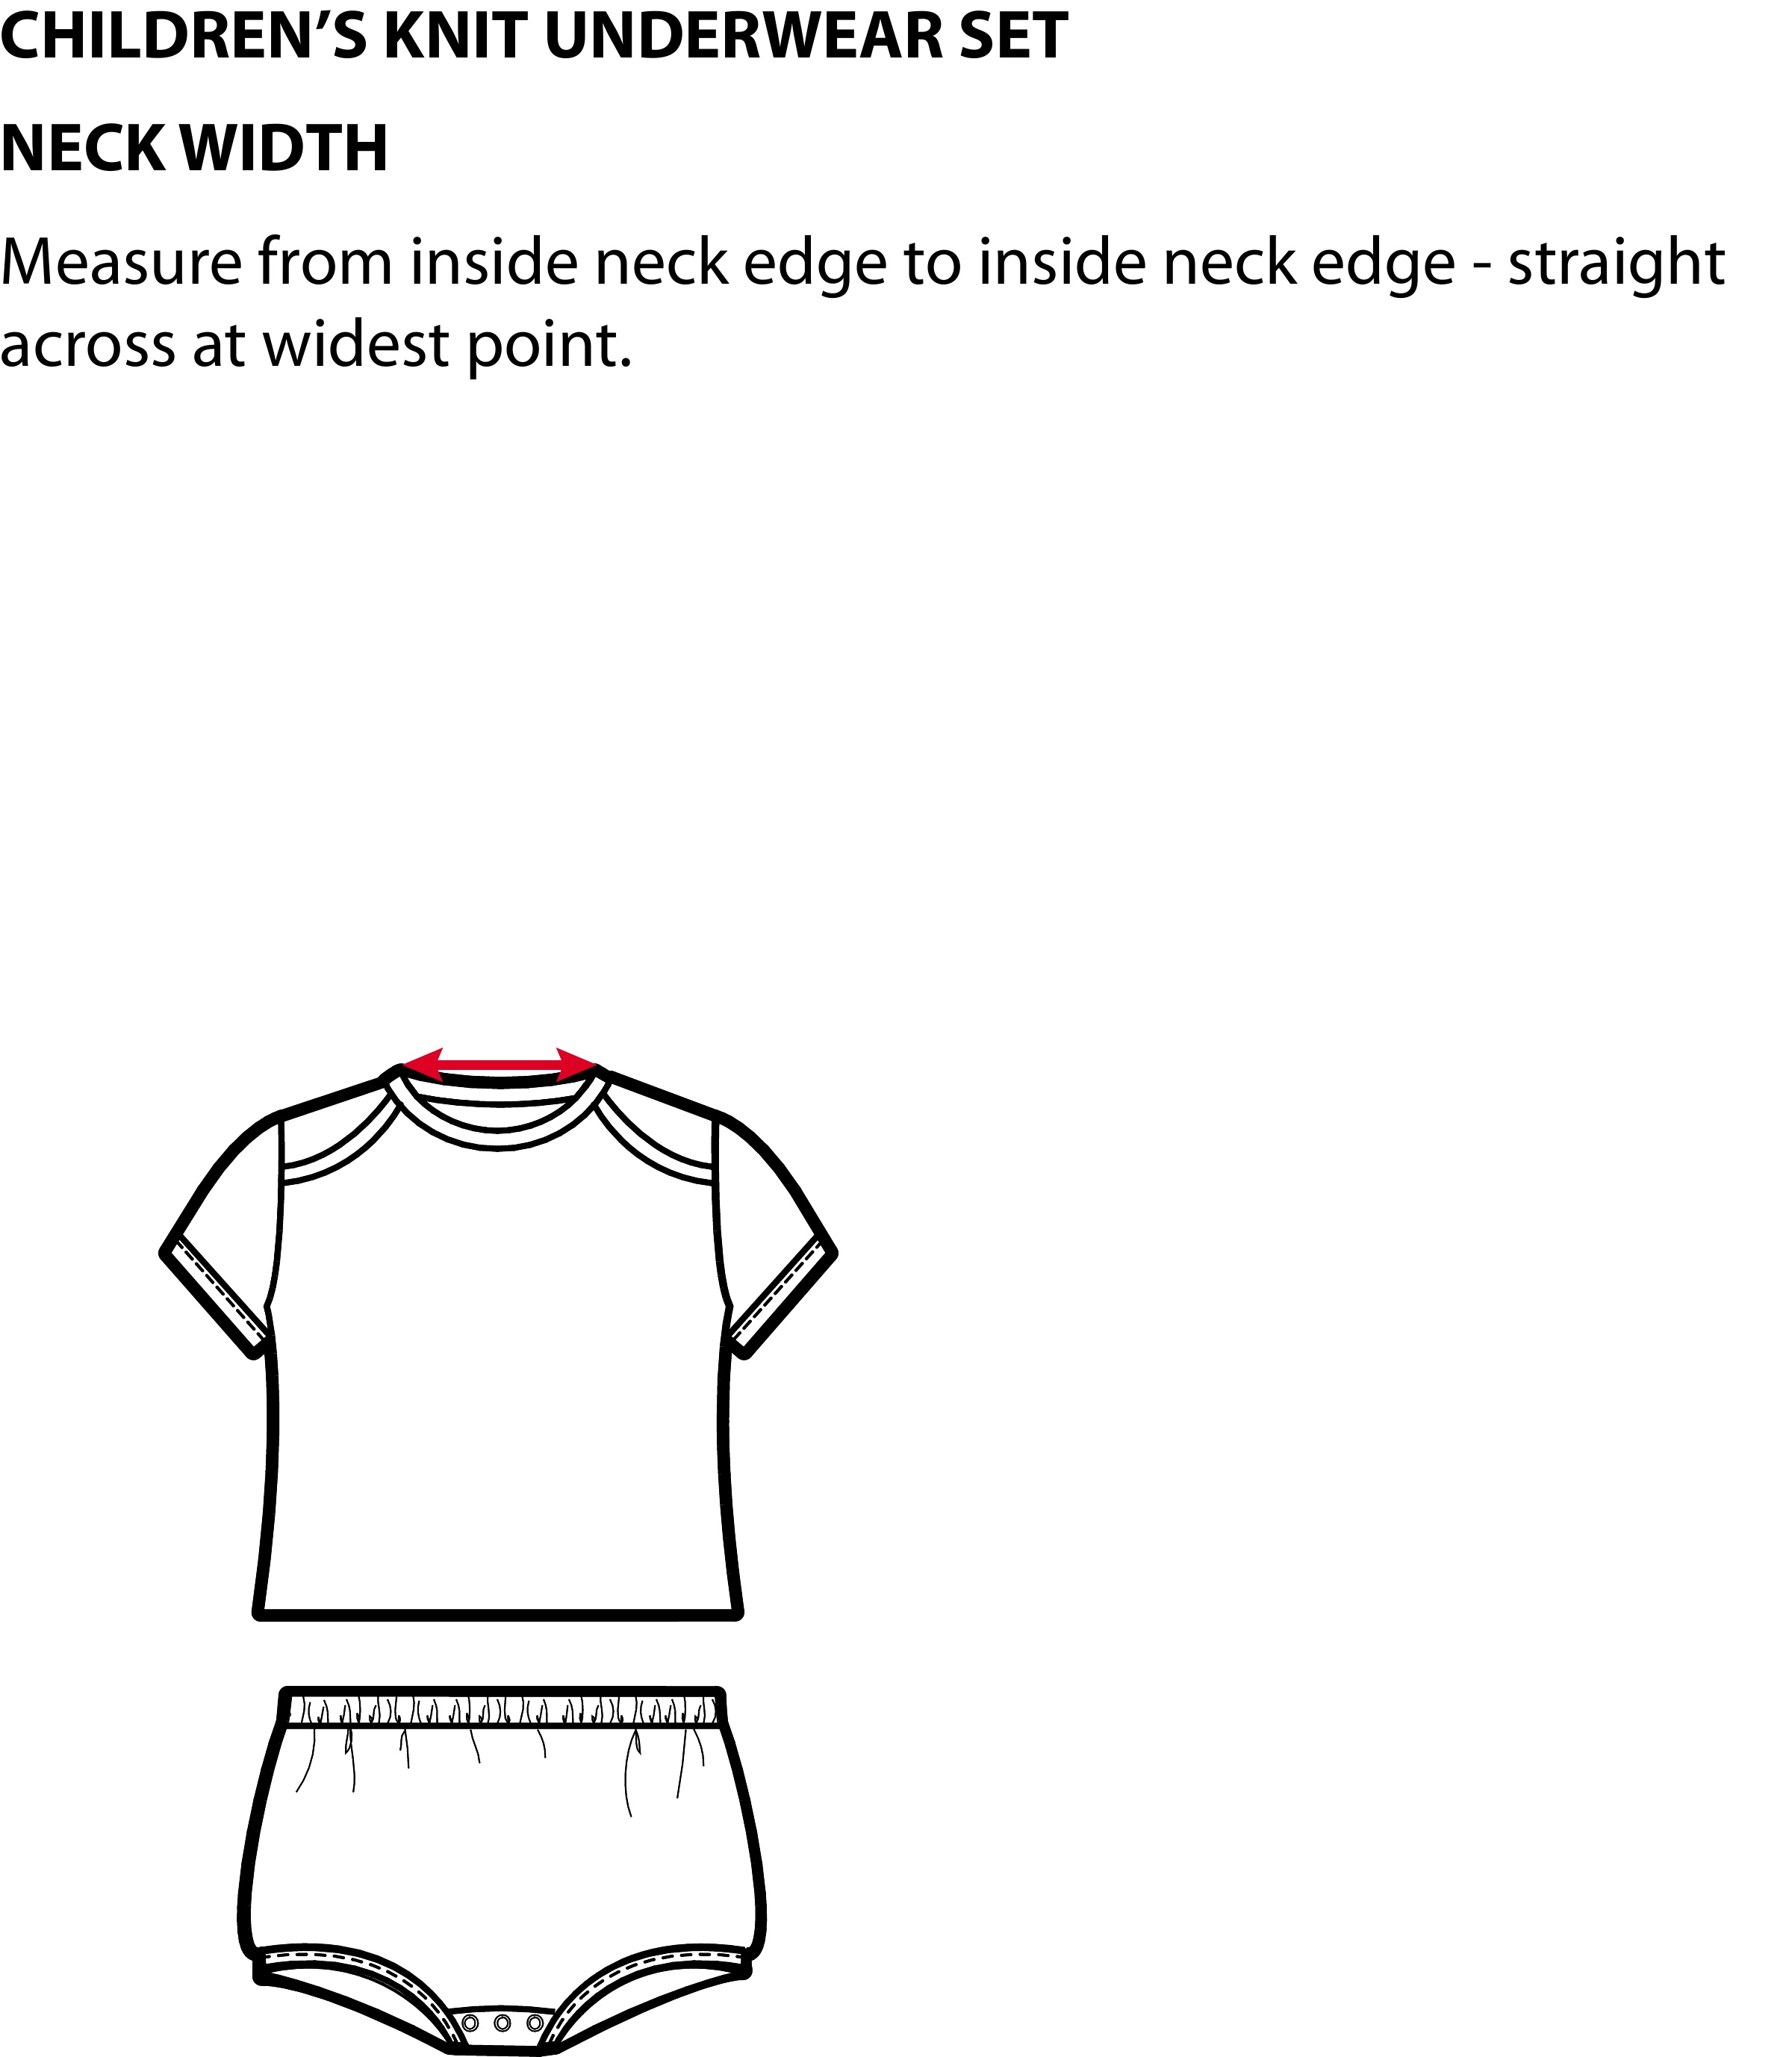 CHILDREN’S KNIT UNDERWEAR SET
NECK WIDTH
Measure from inside neck edge to inside neck edge - straight
across at widest point.